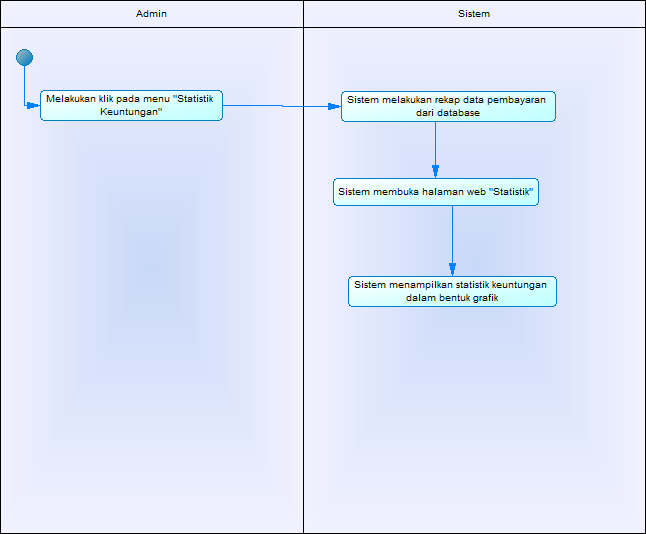 Admin
Sistem
Melakukan klik pada menu "Statistik
Keuntungan"
Sistem melakukan rekap data pembayaran
dari database
Sistem membuka halaman web "Statistik"
Sistem menampilkan statistik keuntungan
dalam bentuk grafik